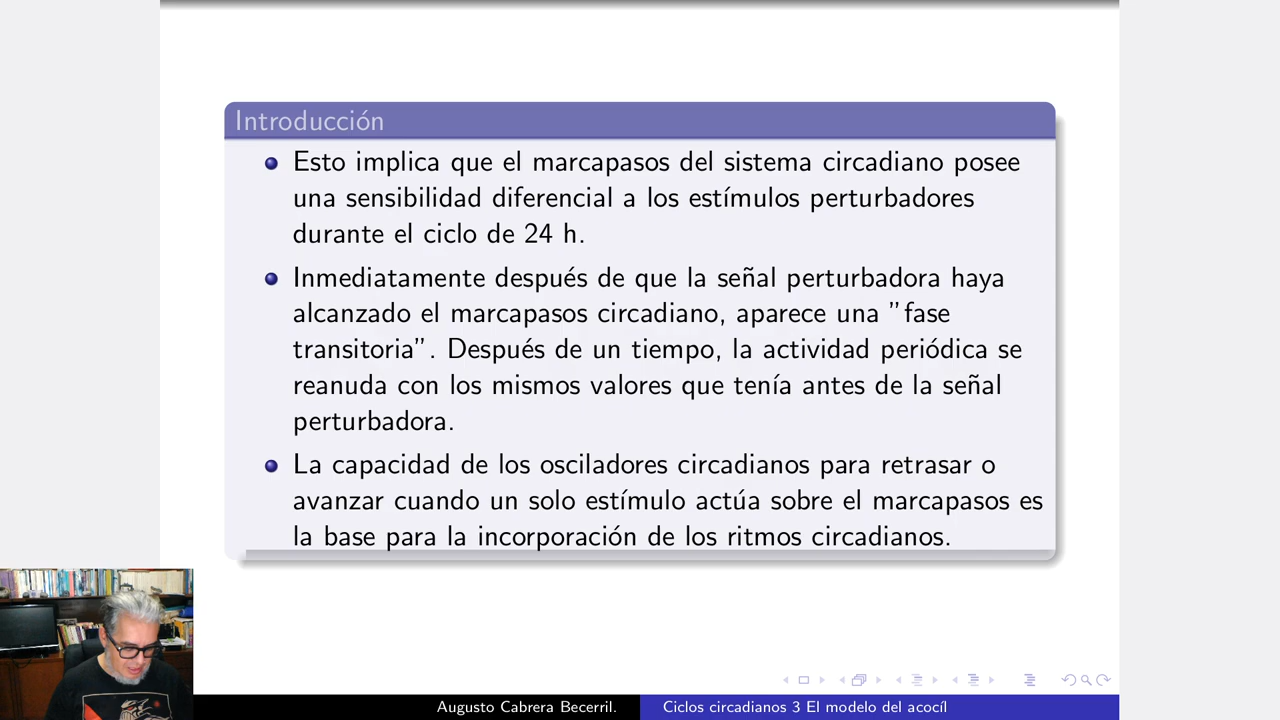 Introducción
Esto implica que el marcapasos del sistema circadiano posee
una sensibilidad diferencial a los estímulos perturbadores
durante el ciclo de 24 h.
Inmediatamente después de que la señal perturbadora haya
alcanzado el marcapasos circadiano, aparece una ”fase
transitoria”. Después de un tiempo, la actividad periódica se
reanuda con los mismos valores que tenía antes de la señal
perturbadora.
La capacidad de los osciladores circadianos para retrasar o
avanzar cuando un solo estímulo actúa sobre el marcapasos es
la base para la incorporación de los ritmos circadianos.
Augusto Cabrera Becerril.
Ciclos circadianos 3 El modelo del acocíl